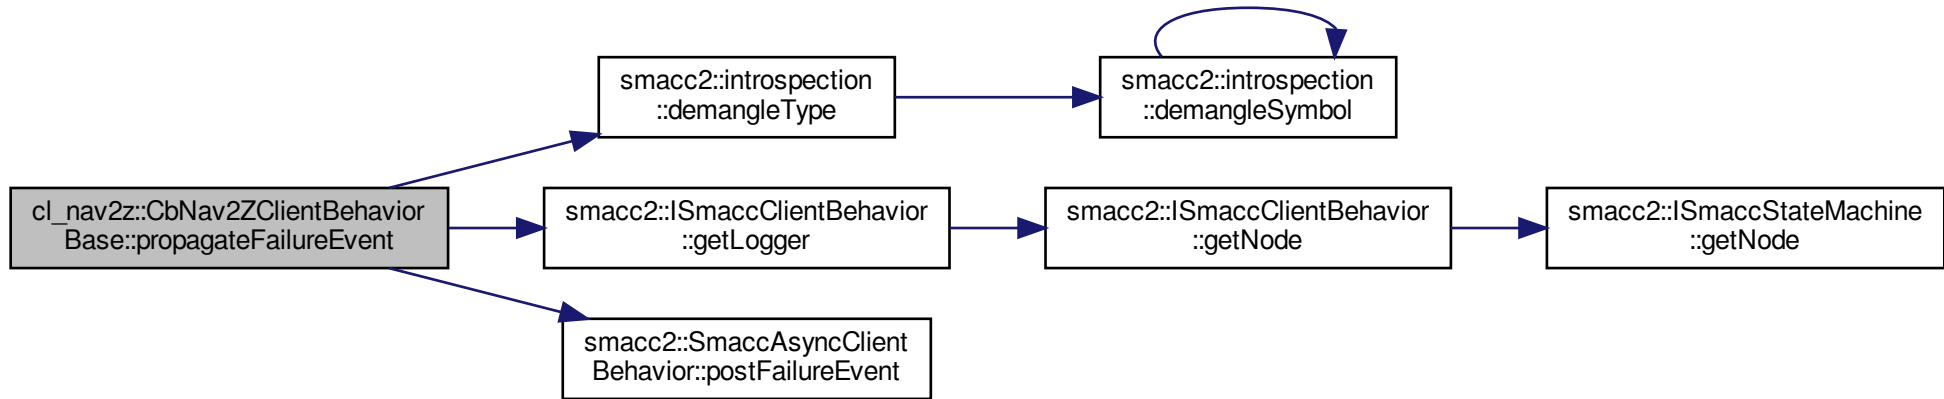 cl_nav2z::CbNav2ZClientBehavior
Base::propagateFailureEvent
smacc2::introspection
::demangleType
smacc2::introspection
::demangleSymbol
smacc2::ISmaccClientBehavior
::getLogger
smacc2::ISmaccClientBehavior
::getNode
smacc2::ISmaccStateMachine
::getNode
smacc2::SmaccAsyncClient
Behavior::postFailureEvent